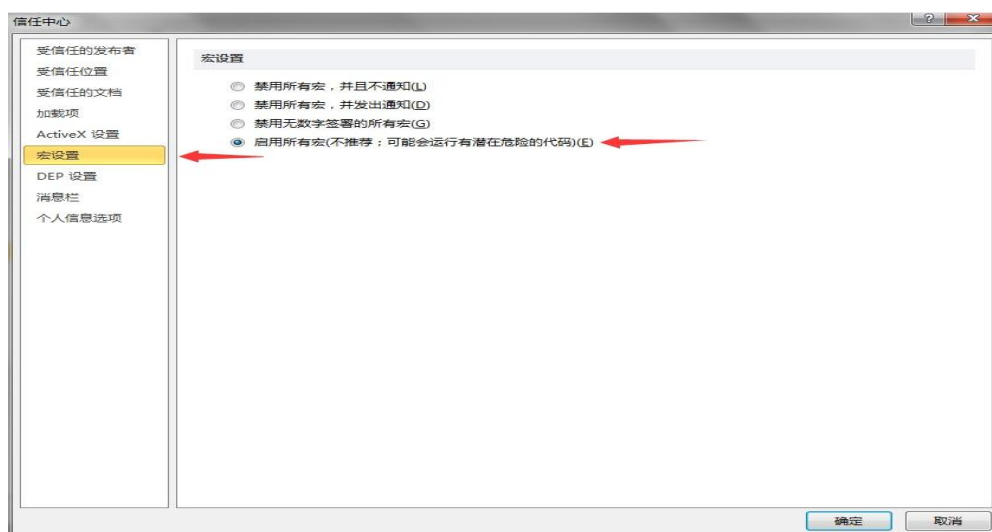 信任中心
受信任的发布者
受信任位置
受信任的文档
加载项
ActiveX 设置
宏设置
DEP 设置
消息栏
个人信息选项
宏设置
禁用所有宏，并且不通知(L)
禁用所有宏，并发出通知(D)
禁用无数字签署的所有宏(G)
启用所有宏(不推荐；可能会运行有潜在危险的代码)(E)
确定
取消